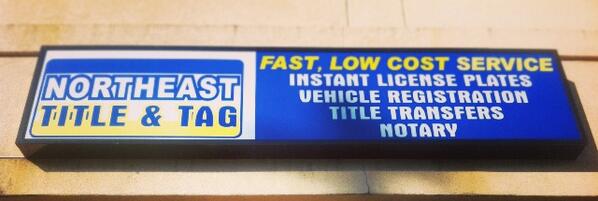 NORTHEAST
TITLE & TAG
FAST, LOW COST SERVICE
INSTANT LICENSE PLATES
VEHICLE REGISTRATION
TITLE TRANSFERS
NOTARY